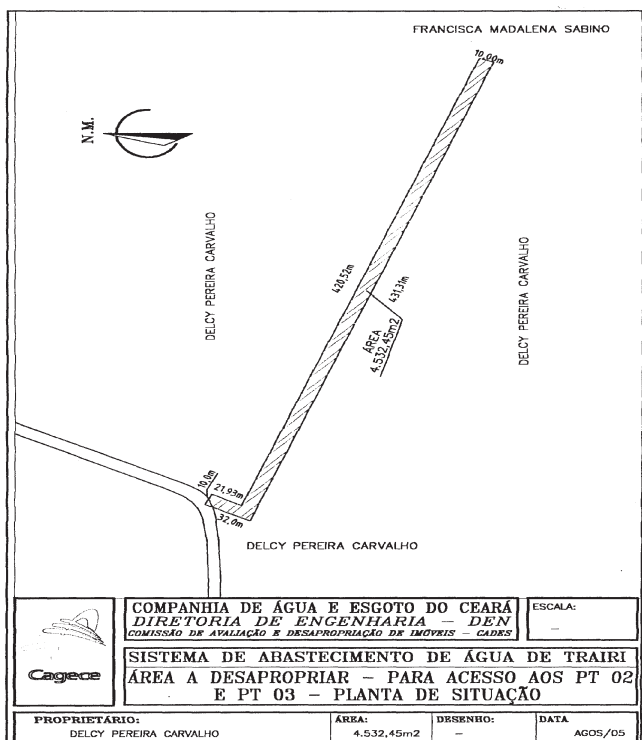 FRANCISCA MADALENA SABINO
10,00m
N.M.
DELCY PEREIRA CARVALHO
DELCY PEREIRA CARVALHO
420,52m
431,31m
ÁREA
4.532,45m2
10,0m
21,93m
32,0m
DELCY PEREIRA CARVALHO
COMPANHIA DE ÁGUA E ESGOTO DO CEARÁ
DIRETORIA DE ENGENHARIA – DEN
COMISSÃO DE AVALIAÇÃO E DESAPROPRIAÇÃO DE IMÓVEIS – CADES
ESCALA:
–
Cagece
SISTEMA DE ABASTECIMENTO DE ÁGUA DE TRAIRI
ÁREA A DESAPROPRIAR – PARA ACESSO AOS PT 02
E PT 03 – PLANTA DE SITUAÇÃO
PROPRIETÁRIO:
DELCY PEREIRA CARVALHO
ÁREA:
4.532,45m2
DESENHO:
–
DATA
AGOS/05